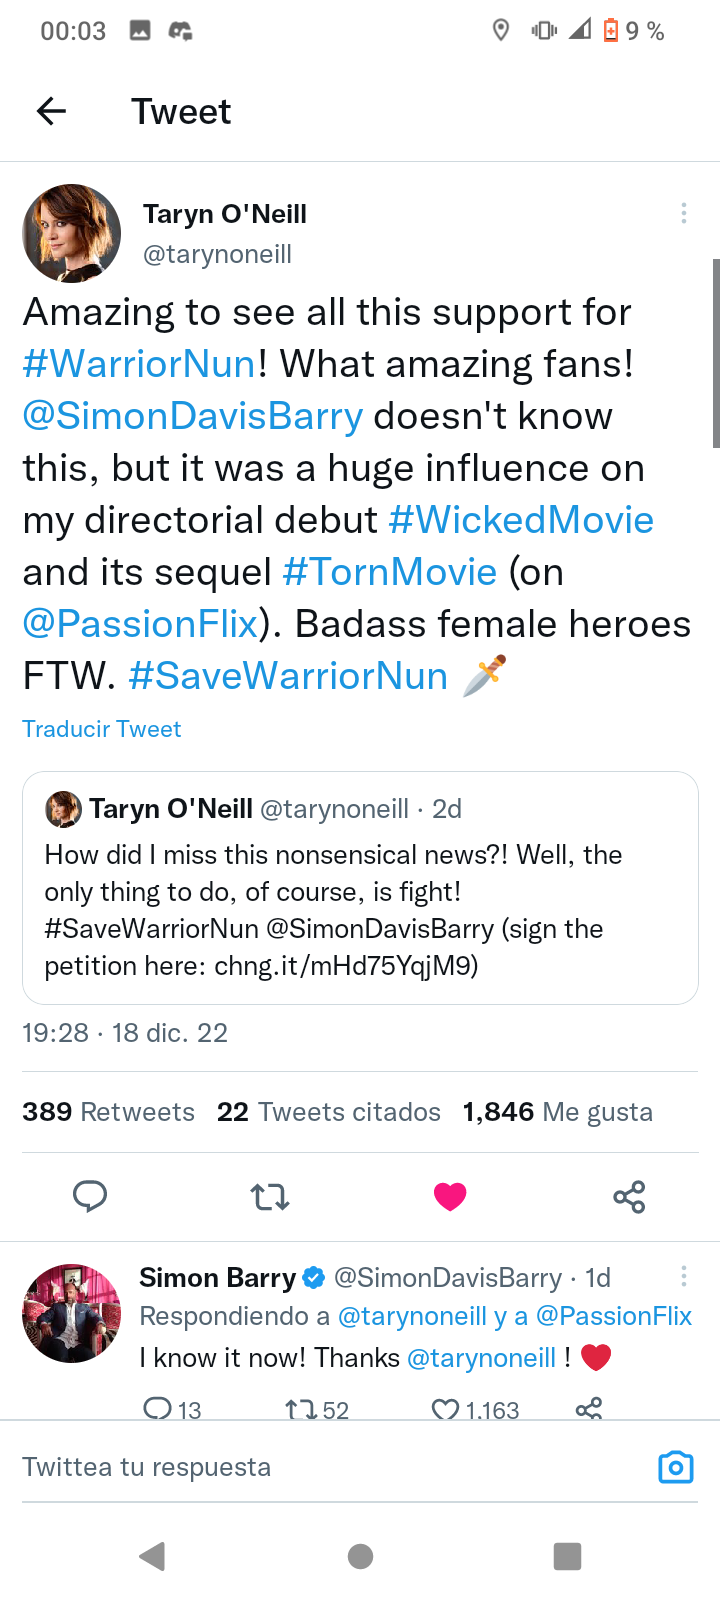 00:03 9 %
Tweet
Taryn O'Neill
@tarynoneill
Amazing to see all this support for
#WarriorNun! What amazing fans!
@SimonDavisBarry doesn't know
this, but it was a huge influence on
my directorial debut #WickedMovie
and its sequel #TornMovie (on
@PassionFlix). Badass female heroes
FTW. #SaveWarriorNun 🗡️
Traducir Tweet
Taryn O'Neill @tarynoneill · 2d
How did I miss this nonsensical news?! Well, the
only thing to do, of course, is fight!
#SaveWarriorNun @SimonDavisBarry (sign the
petition here: chng.it/mHd75YqjM9)
19:28 · 18 dic. 22
389 Retweets 22 Tweets citados 1,846 Me gusta
Simon Barry @SimonDavisBarry · 1d
Respondiendo a @tarynoneill y a @PassionFlix
I know it now! Thanks @tarynoneill ! ❤️
13 52 1,163
Twittea tu respuesta